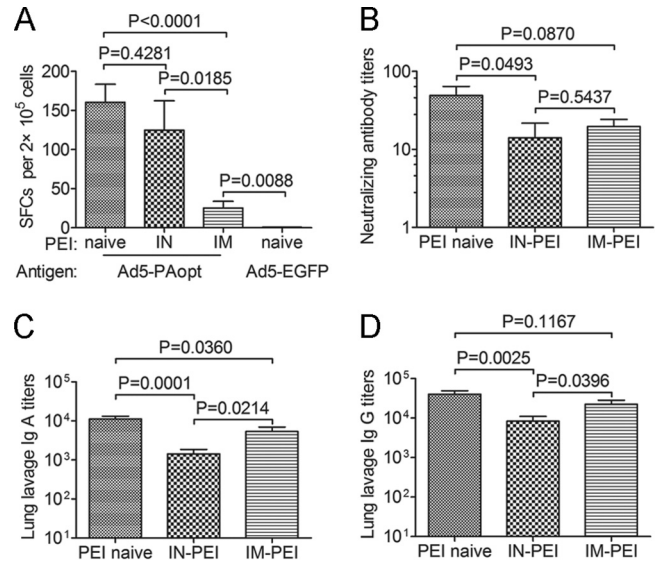 A
P<0.0001
P=0.4281
P=0.0185
P=0.0088
SFCs per 2× 10⁵ cells
200
150
100
50
0
PEI: naive IN IM naive
Antigen: Ad5-PAopt Ad5-EGFP
B
P=0.0870
P=0.0493
P=0.5437
Neutralizing antibody titers
100
10
1
PEI naive IN-PEI IM-PEI
C
P=0.0360
P=0.0001
P=0.0214
Lung lavage Ig A titers
10⁵
10⁴
10³
10²
10¹
PEI naive IN-PEI IM-PEI
D
P=0.1167
P=0.0025
P=0.0396
Lung lavage Ig G titers
10⁵
10⁴
10³
10²
10¹
PEI naive IN-PEI IM-PEI